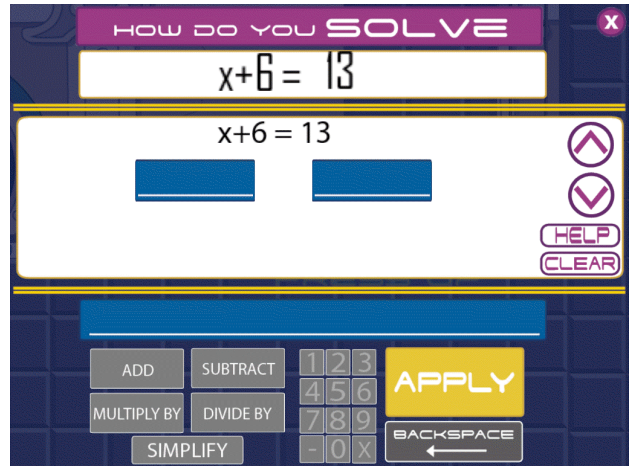 HOW DO YOU SOLVE
X
x+6 = 13
x+6 = 13
HELP
CLEAR
ADD SUBTRACT 1 2 3
4 5 6
APPLY
MULTIPLY BY DIVIDE BY 7 8 9
BACKSPACE
SIMPLIFY - 0 X